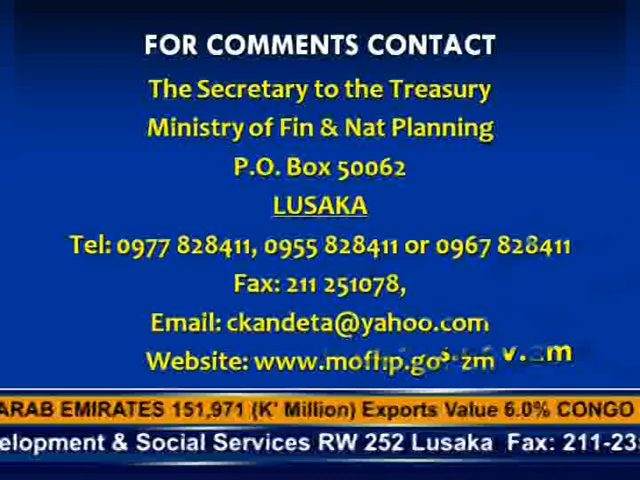 FOR COMMENTS CONTACT
The Secretary to the Treasury
Ministry of Fin & Nat Planning
P.O. Box 50062
LUSAKA
Tel: 0977 828411, 0955 828411 or 0967 828411
Fax: 211 251078,
Email: ckandeta@yahoo.com
Website:
ARAB EMIRATES 151,971 (K' Million) Exports Value 6.0% CONGO
elopment & Social Services RW 252 Lusaka Fax: 211-23